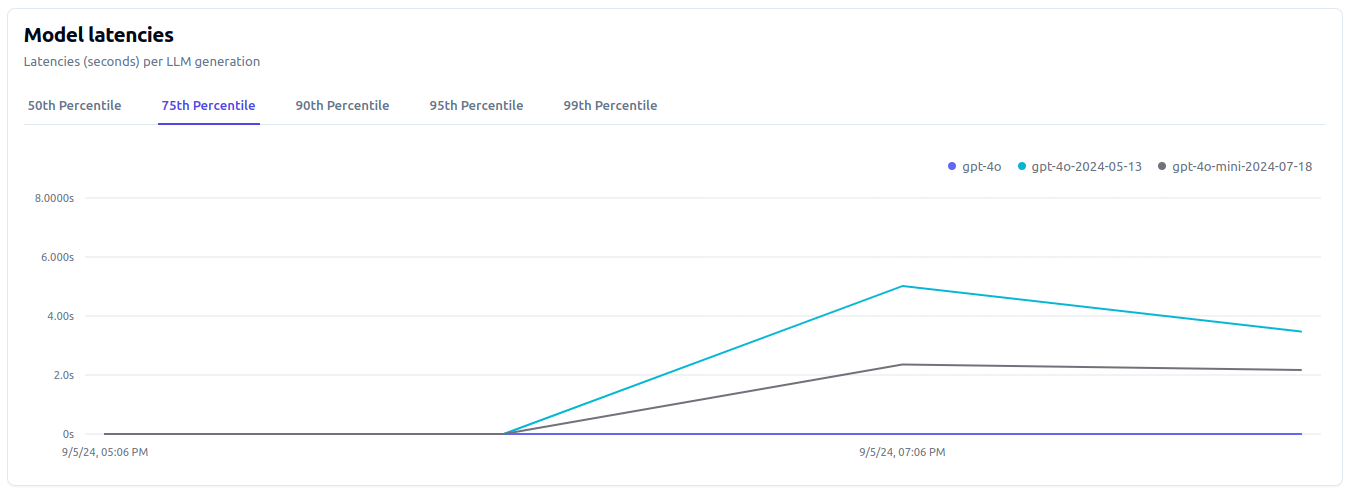 Model latencies
Latencies (seconds) per LLM generation
50th Percentile 75th Percentile 90th Percentile 95th Percentile 99th Percentile
gpt-4o gpt-4o-2024-05-13 gpt-4o-mini-2024-07-18
8.0000s
6.000s
4.00s
2.0s
0s
9/5/24, 05:06 PM 9/5/24, 07:06 PM